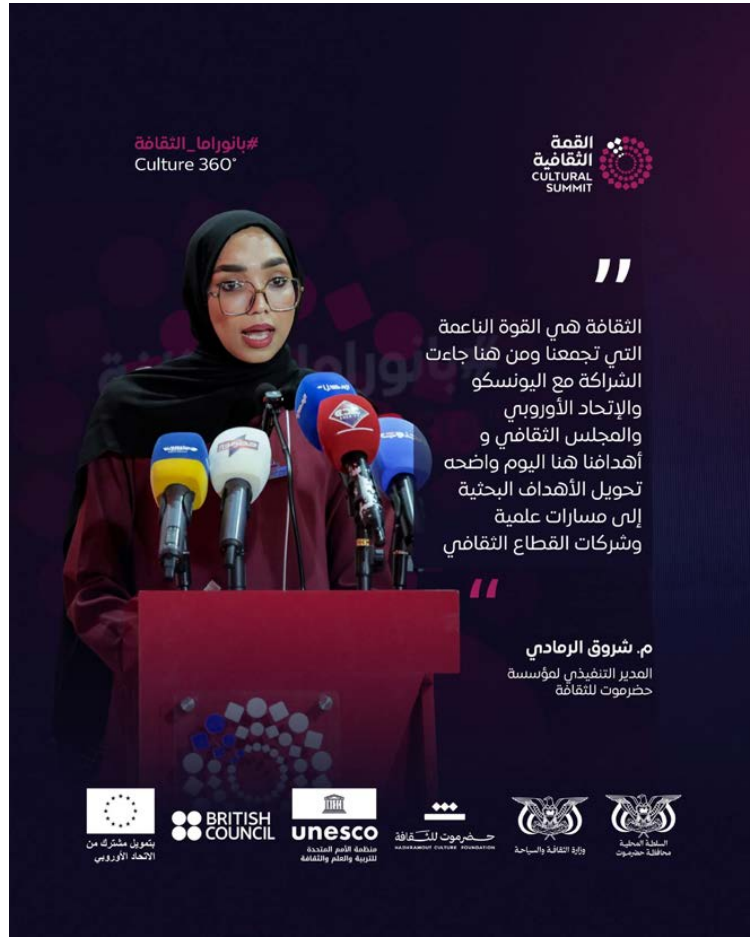 #بانوراما_الثقافة
Culture 360°
القمة
الثقافية
CULTURAL
SUMMIT
الثقافة هي القوة الناعمة
التي تجمعنا ومن هنا جاءت
الشراكة مع اليونسكو
والإتحاد الأوروبي
والمجلس الثقافي و
أهدافنا هنا اليوم واضحه
تحويل الأهداف البحثية
إلى مسارات علمية
وشركات القطاع الثقافي
م. شروق الرمادي
المدير التنفيذي لمؤسسة
حضرموت للثقافة
السلطة المحلية
محافظة حضرموت
وزارة الثقافة والسياحة
حضرموت للثقافة
HADHRAMOUT CULTURE FOUNDATION
unesco
منظمة الأمم المتحدة
للتربية والعلم والثقافة
BRITISH
COUNCIL
بتمويل مشترك من
الاتحاد الأوروبي